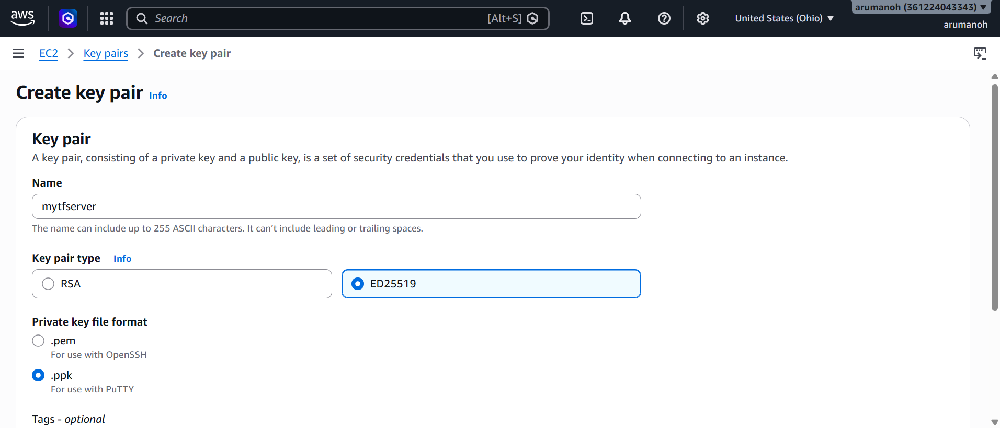 aws
Search [Alt+S]
United States (Ohio)
arumanoh (361224043343)
arumanoh
EC2 Key pairs Create key pair
Create key pair Info
Key pair
A key pair, consisting of a private key and a public key, is a set of security credentials that you use to prove your identity when connecting to an instance.
Name
mytfserver
The name can include up to 255 ASCII characters. It can’t include leading or trailing spaces.
Key pair type Info
RSA ED25519
Private key file format
.pem
For use with OpenSSH
.ppk
For use with PuTTY
Tags - optional